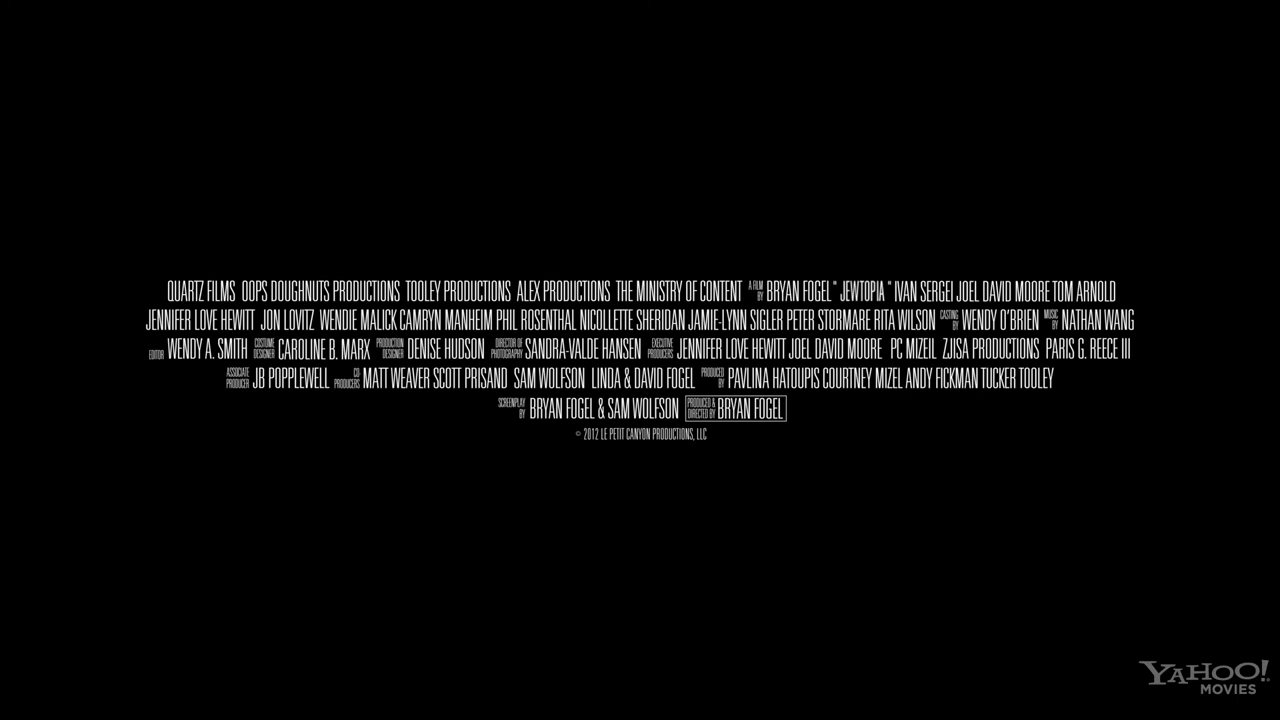 QUARTZ FILMS OOPS DOUGHNUTS PRODUCTIONS TOOLEY PRODUCTIONS ALEX PRODUCTIONS THE MINISTRY OF CONTENT A FILM BY BRYAN FOGEL " JEWTOPIA " IVAN SERGEI JOEL DAVID MOORE TOM ARNOLD
JENNIFER LOVE HEWITT JON LOVITZ WENDIE MALICK CAMRYN MANHEIM PHIL ROSENTHAL NICOLLETTE SHERIDAN JAMIE-LYNN SIGLER PETER STORMARE RITA WILSON CASTING BY WENDY O'BRIEN MUSIC BY NATHAN WANG
EDITOR WENDY A. SMITH COSTUME DESIGNER CAROLINE B. MARX PRODUCTION DESIGNER DENISE HUDSON DIRECTOR OF PHOTOGRAPHY SANDRA-VALDE HANSEN EXECUTIVE PRODUCERS JENNIFER LOVE HEWITT JOEL DAVID MOORE PC MIZEIL ZJISA PRODUCTIONS PARIS G. REECE III
ASSOCIATE PRODUCER JB POPPLEWELL CO-PRODUCERS MATT WEAVER SCOTT PRISAND SAM WOLFSON LINDA & DAVID FOGEL PRODUCED BY PAVLINA HATOUPIS COURTNEY MIZEL ANDY FICKMAN TUCKER TOOLEY
SCREENPLAY BY BRYAN FOGEL & SAM WOLFSON PRODUCED & DIRECTED BY BRYAN FOGEL
© 2012 LE PETIT CANYON PRODUCTIONS, LLC
YAHOO!
MOVIES